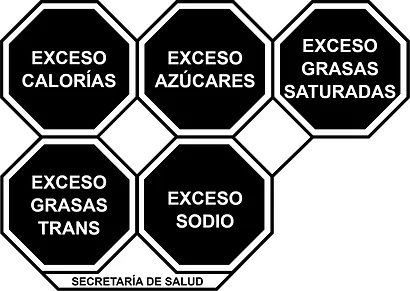 EXCESO
CALORÍAS
EXCESO
AZÚCARES
EXCESO
GRASAS
SATURADAS
EXCESO
GRASAS
TRANS
EXCESO
SODIO
SECRETARÍA DE SALUD